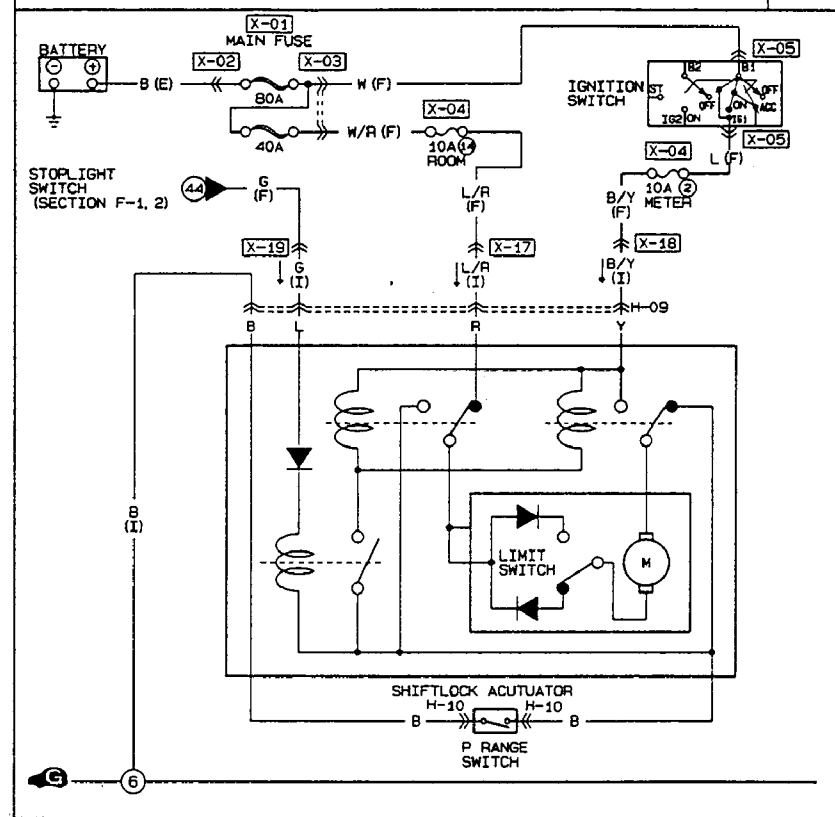 X-01
MAIN FUSE
BATTERY
X-02
X-03
X-05
B (E)
W (F)
80A
B2
B1
IGNITION
SWITCH
ST
OFF
OFF
ON
ACC
IG2
ON
IG1
X-04
W/R (F)
40A
10A 14
ROOM
X-05
X-04
L (F)
10A 2
METER
STOPLIGHT
SWITCH
(SECTION F-1, 2)
44
G
(F)
L/R
(F)
B/Y
(F)
X-19
X-17
X-18
G
(I)
L/R
(I)
B/Y
(I)
H-09
B
L
R
Y
B
(I)
LIMIT
SWITCH
M
SHIFTLOCK ACUTUATOR
H-10
H-10
B
B
P RANGE
SWITCH
G
6